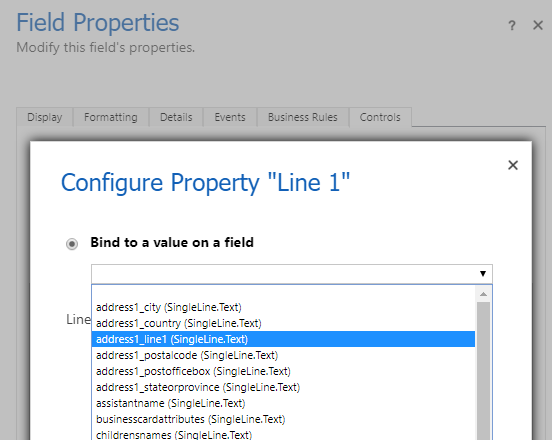 Field Properties
? ×
Modify this field's properties.
Display Formatting Details Events Business Rules Controls
×
Configure Property "Line 1"
Bind to a value on a field
Line
address1_city (SingleLine.Text)
address1_country (SingleLine.Text)
address1_line1 (SingleLine.Text)
address1_postalcode (SingleLine.Text)
address1_postofficebox (SingleLine.Text)
address1_stateorprovince (SingleLine.Text)
assistantname (SingleLine.Text)
businesscardattributes (SingleLine.Text)
childrensnames (SingleLine.Text)